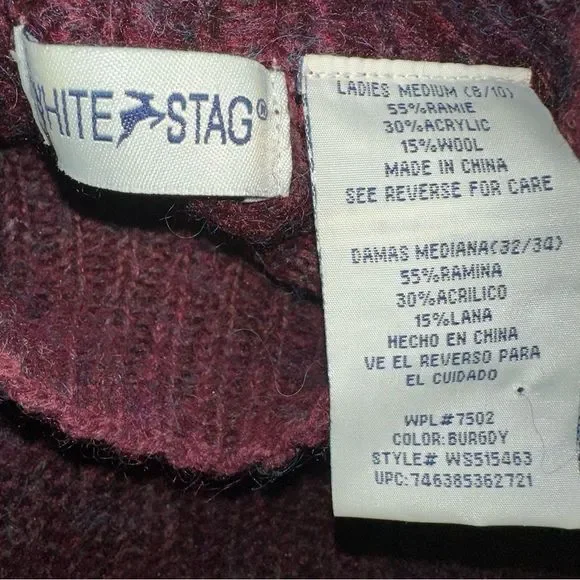 WHITE STAG®
LADIES MEDIUM (8/10)
55%RAMIE
30%ACRYLIC
15%WOOL
MADE IN CHINA
SEE REVERSE FOR CARE
DAMAS MEDIANA(32/34)
55%RAMINA
30%ACRILICO
15%LANA
HECHO EN CHINA
VE EL REVERSO PARA
EL CUIDADO
WPL#7502
COLOR:BURGDY
STYLE# WS515463
UPC:746385362721